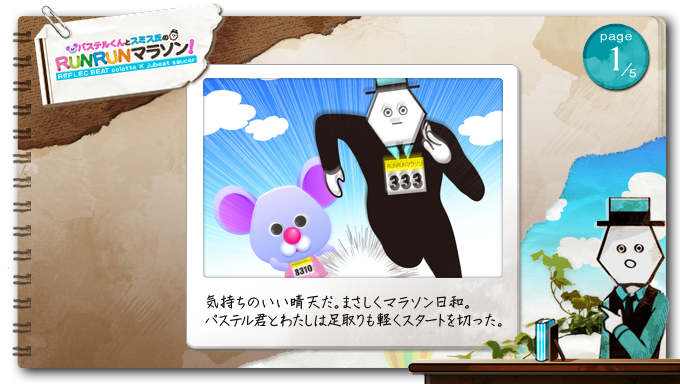 パステルくんとスミス氏の
RUNRUNマラソン!
REFLEC BEAT colette × jubeat saucer
page
1/5
RUNRUNマラソン
333
8310
気持ちのいい晴天だ。まさしくマラソン日和。
パステル君とわたしは足取りも軽くスタートを切った。